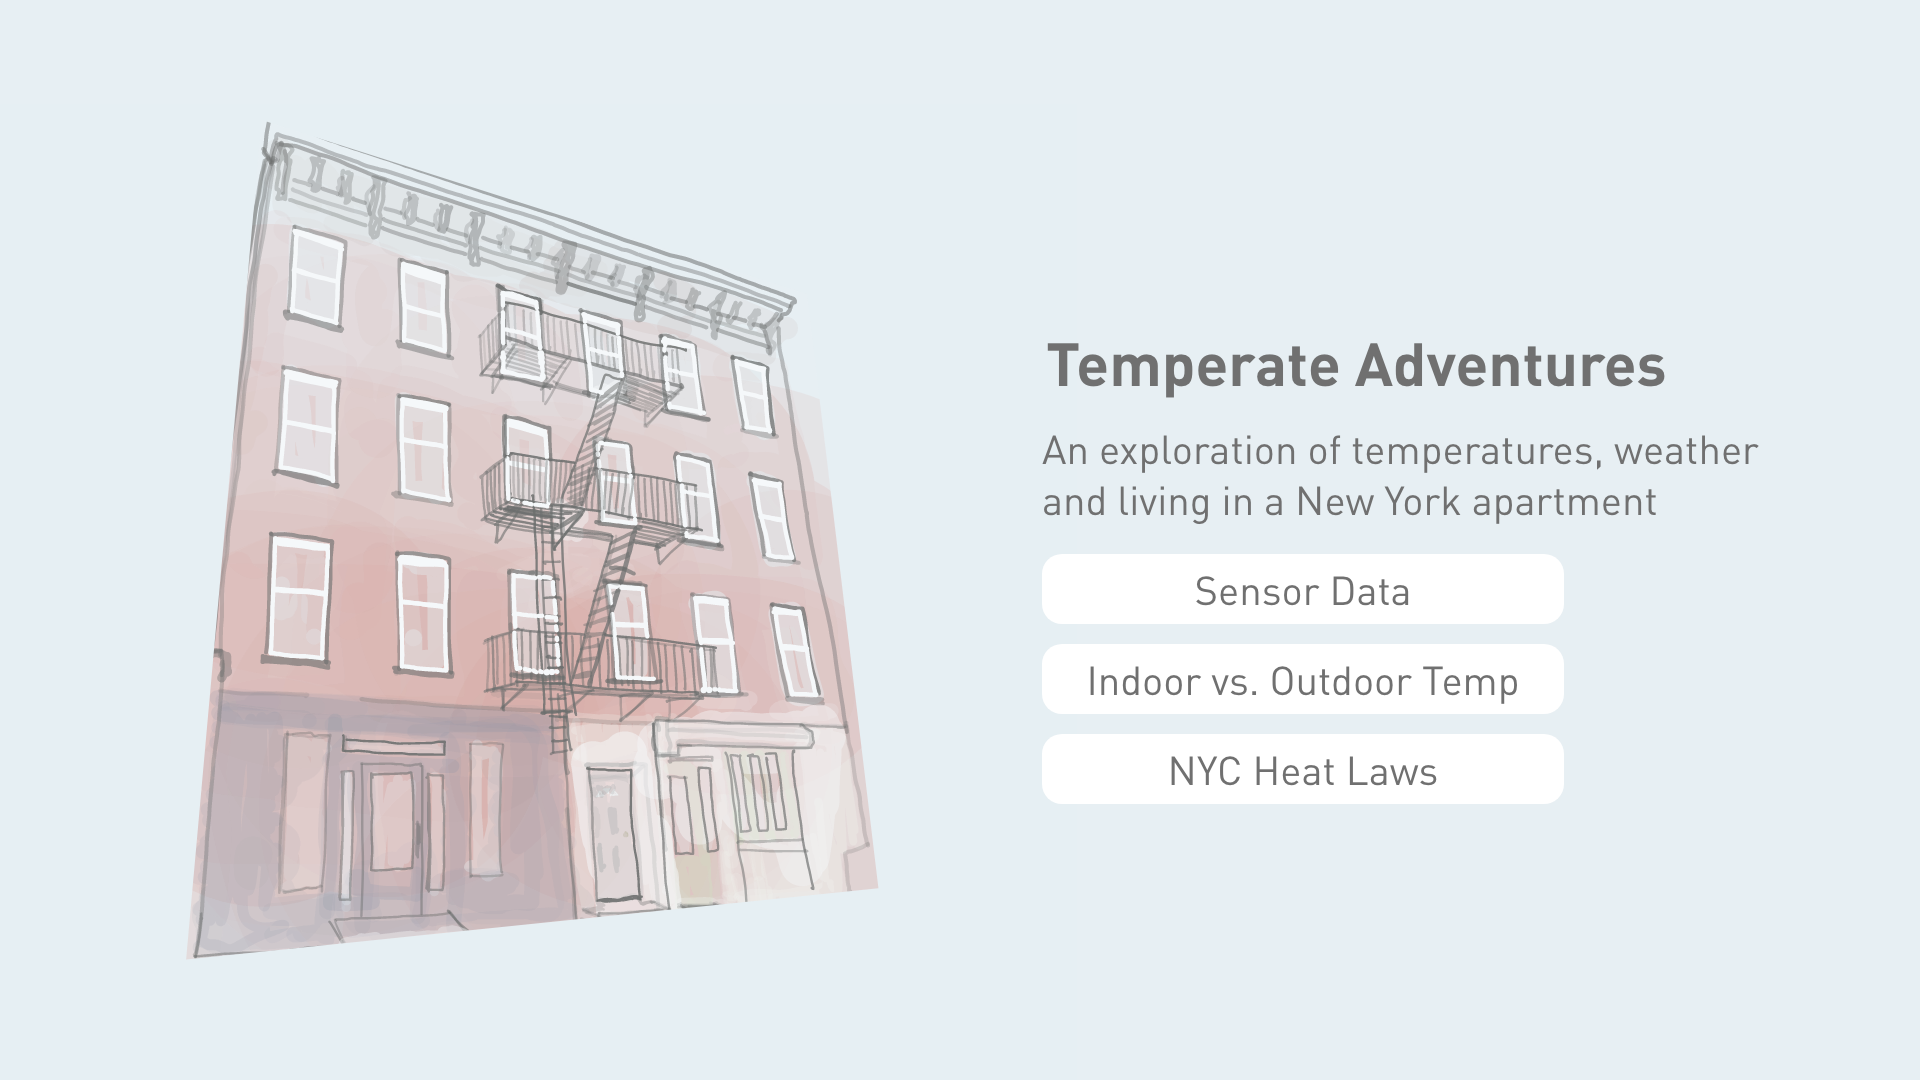 Temperate Adventures
An exploration of temperatures, weather
and living in a New York apartment
Sensor Data
Indoor vs. Outdoor Temp
NYC Heat Laws